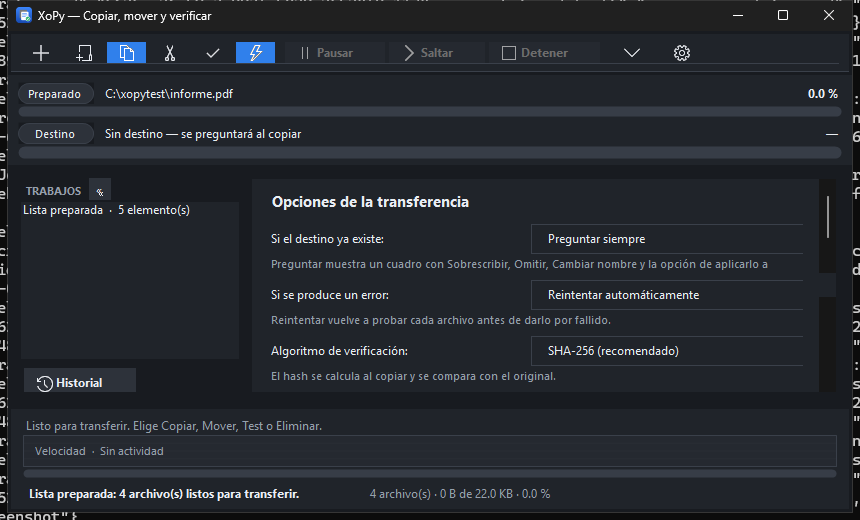 XoPy — Copiar, mover y verificar
Pausar
Saltar
Detener
Preparado
C:\xopytest\informe.pdf
0.0 %
Destino
Sin destino — se preguntará al copiar
—
TRABAJOS
Lista preparada · 5 elemento(s)
Historial
Opciones de la transferencia
Si el destino ya existe:
Preguntar siempre
Preguntar muestra un cuadro con Sobrescribir, Omitir, Cambiar nombre y la opción de aplicarlo a
Si se produce un error:
Reintentar automáticamente
Reintentar vuelve a probar cada archivo antes de darlo por fallido.
Algoritmo de verificación:
SHA-256 (recomendado)
El hash se calcula al copiar y se compara con el original.
Listo para transferir. Elige Copiar, Mover, Test o Eliminar.
Velocidad · Sin actividad
Lista preparada: 4 archivo(s) listos para transferir.
4 archivo(s) · 0 B de 22.0 KB · 0.0 %
eenshot"}